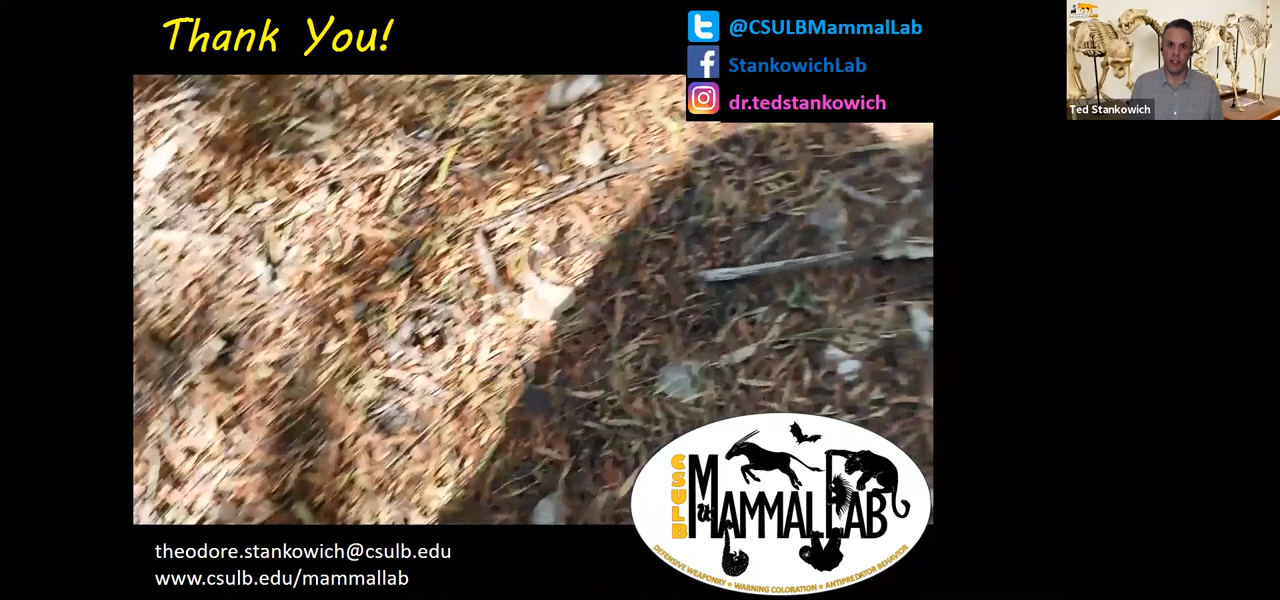 Thank You!
@CSULBMammalLab
StankowichLab
dr.tedstankowich
Ted Stankowich
CSULB
MAMMAL LAB
DEFENSIVE WEAPONRY • WARNING COLORATION • ANTIPREDATOR BEHAVIOR
theodore.stankowich@csulb.edu
www.csulb.edu/mammallab